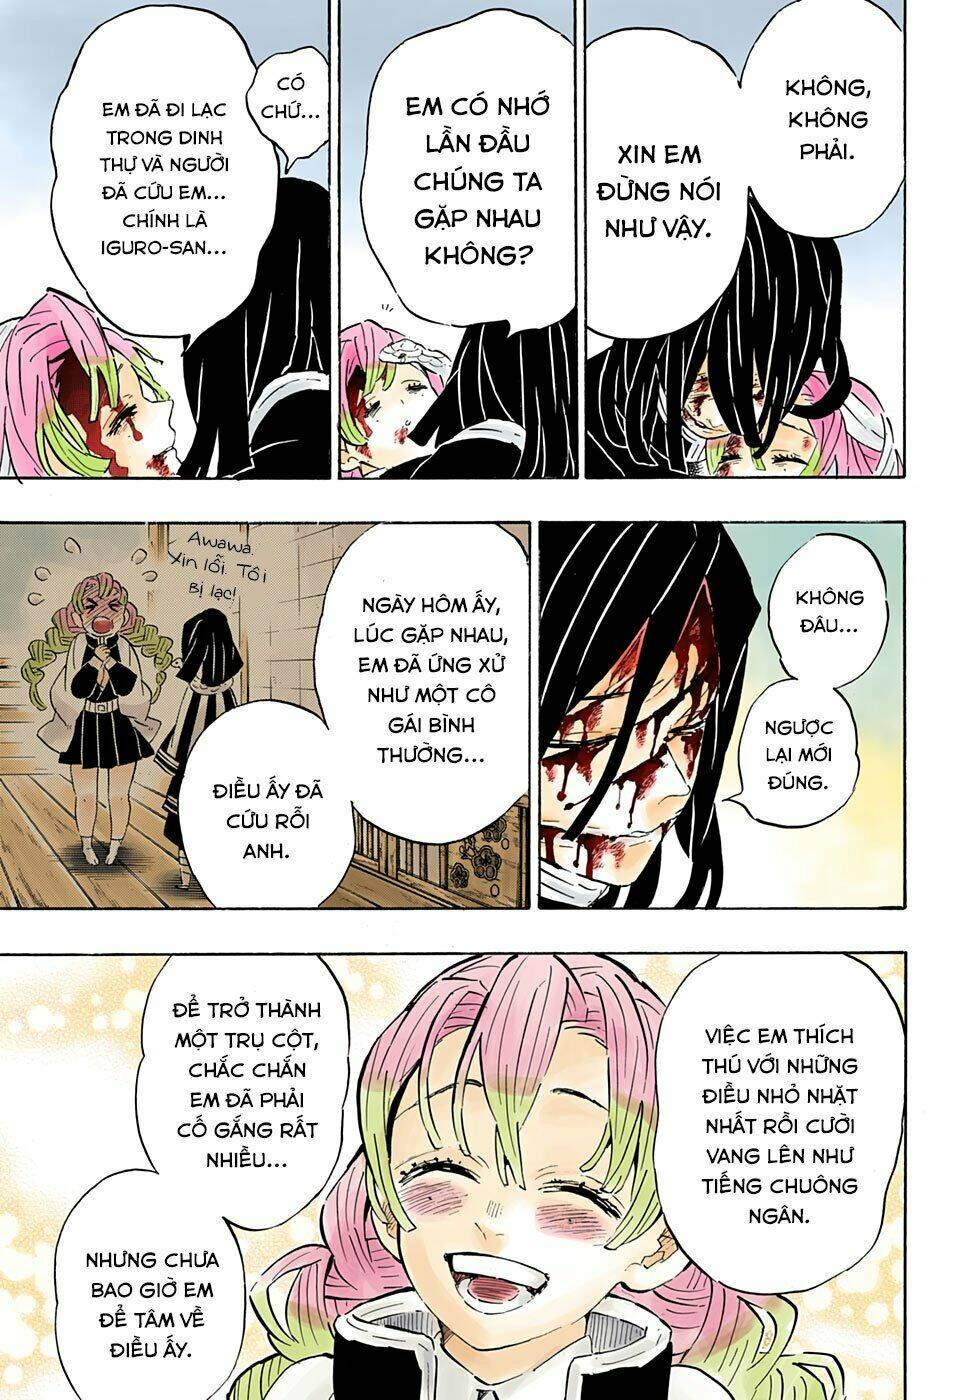 KHÔNG,
KHÔNG
PHẢI.
XIN EM
ĐỪNG NÓI
NHƯ VẬY.
EM CÓ NHỚ
LẦN ĐẦU
CHÚNG TA
GẶP NHAU
KHÔNG?
CÓ
CHỨ...
EM ĐÃ ĐI LẠC
TRONG DINH
THỰ VÀ NGƯỜI
ĐÃ CỨU EM...
CHÍNH LÀ
IGURO-SAN...
KHÔNG
ĐÂU...
NGƯỢC
LẠI MỚI
ĐÚNG.
NGÀY HÔM ẤY,
LÚC GẶP NHAU,
EM ĐÃ ỨNG XỬ
NHƯ MỘT CÔ
GÁI BÌNH
THƯỜNG...
ĐIỀU ẤY ĐÃ
CỨU RỖI
ANH.
Awawa.
Xin lỗi. Tôi
Bị lạc!
VIỆC EM THÍCH
THÚ VỚI NHỮNG
ĐIỀU NHỎ NHẶT
NHẤT RỒI CƯỜI
VANG LÊN NHƯ
TIẾNG CHUÔNG
NGÂN.
ĐỂ TRỞ THÀNH
MỘT TRỤ CỘT,
CHẮC CHẮN
EM ĐÃ PHẢI
CỐ GẮNG RẤT
NHIỀU...
NHƯNG CHƯA
BAO GIỜ EM
ĐỂ TÂM VỀ
ĐIỀU ẤY.